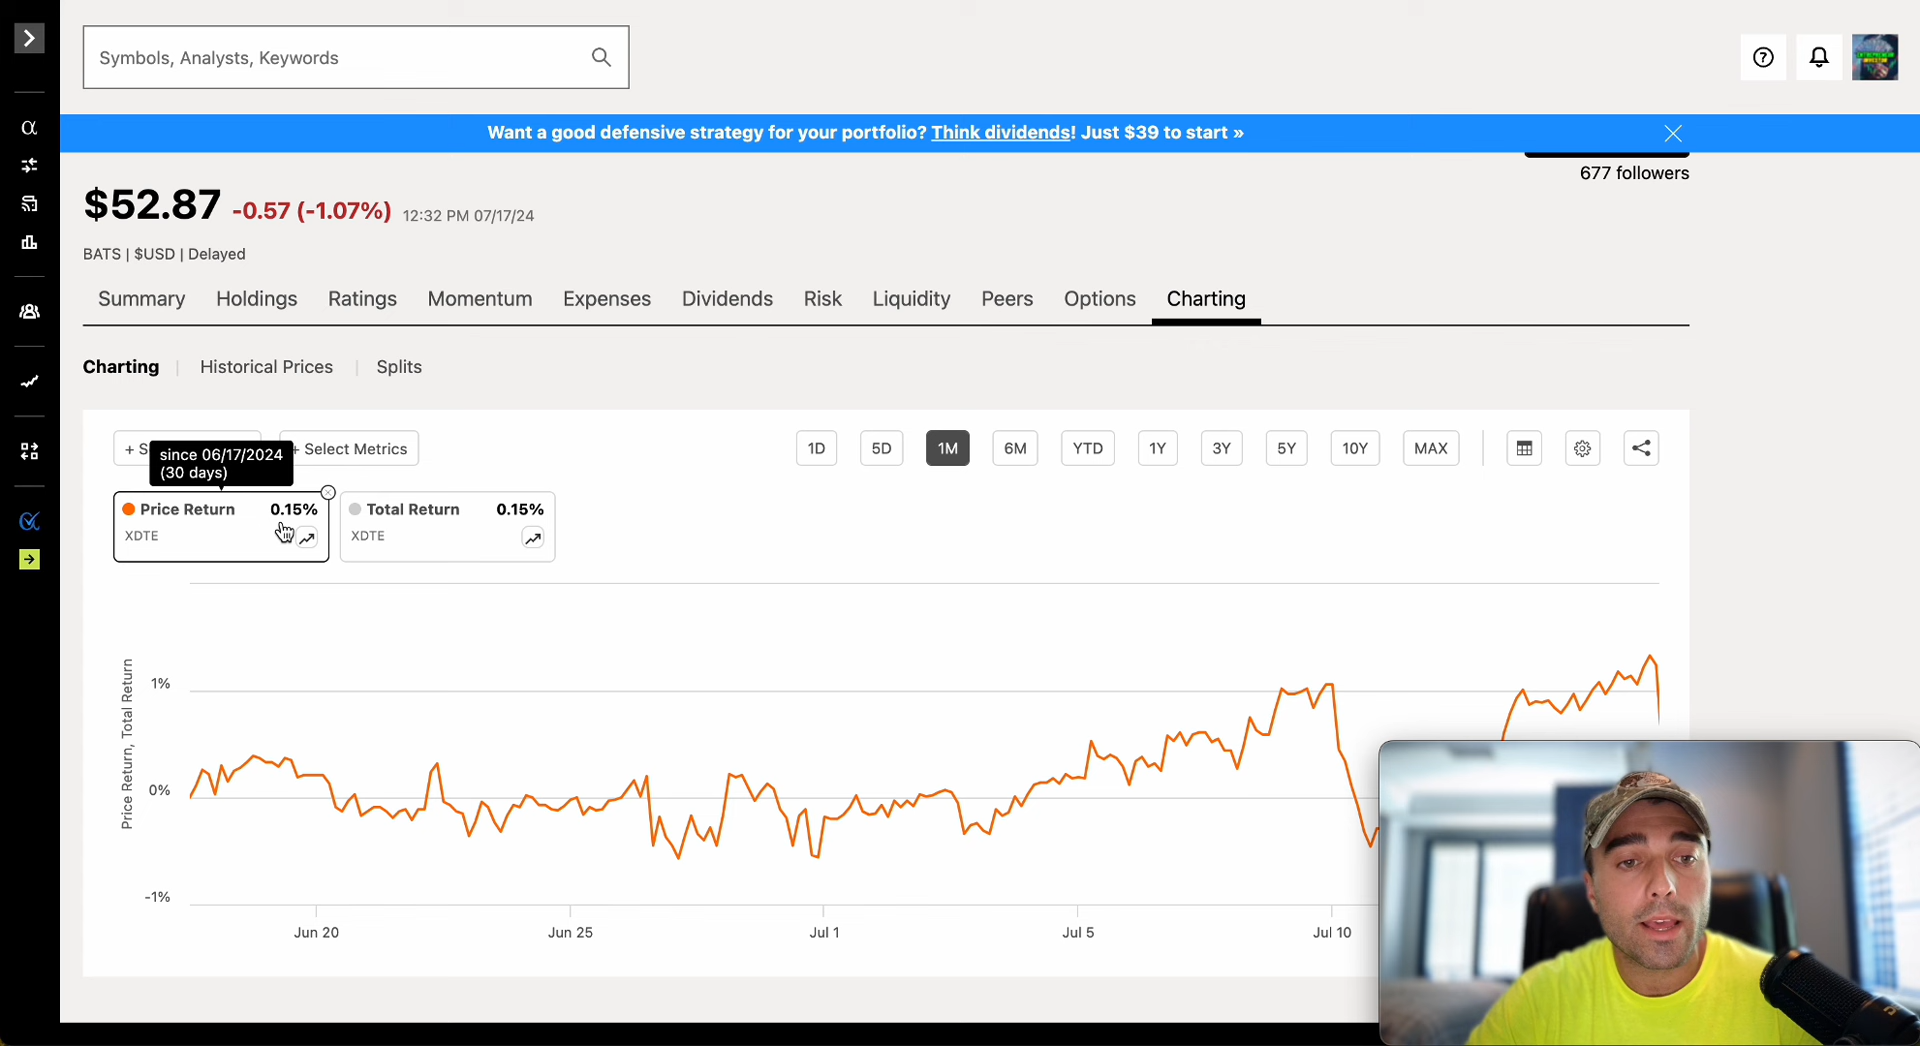 Symbols, Analysts, Keywords
Want a good defensive strategy for your portfolio? Think dividends! Just $39 to start »
677 followers
$52.87 -0.57 (-1.07%) 12:32 PM 07/17/24
BATS | $USD | Delayed
Summary Holdings Ratings Momentum Expenses Dividends Risk Liquidity Peers Options Charting
Charting | Historical Prices | Splits
+ S
since 06/17/2024
(30 days)
+ Select Metrics
1D 5D 1M 6M YTD 1Y 3Y 5Y 10Y MAX
Price Return 0.15%
XDTE
Total Return 0.15%
XDTE
Price Return, Total Return
1%
0%
-1%
Jun 20 Jun 25 Jul 1 Jul 5 Jul 10